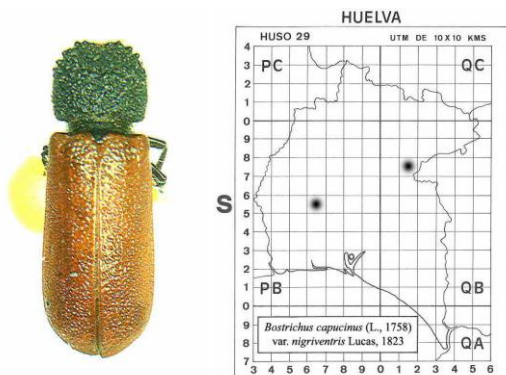 HUELVA
HUSO 29 UTM DE 10 X 10 KMS
4
PC QC
3
2
1
0
9
8
7
6
S
5
4
3
2
PB QB
1
0
Bostrichus capucinus (L., 1758)
var. nigriventris Lucas, 1823
9
8
QA
7
3 4 5 6 7 8 9 0 1 2 3 4 5 6